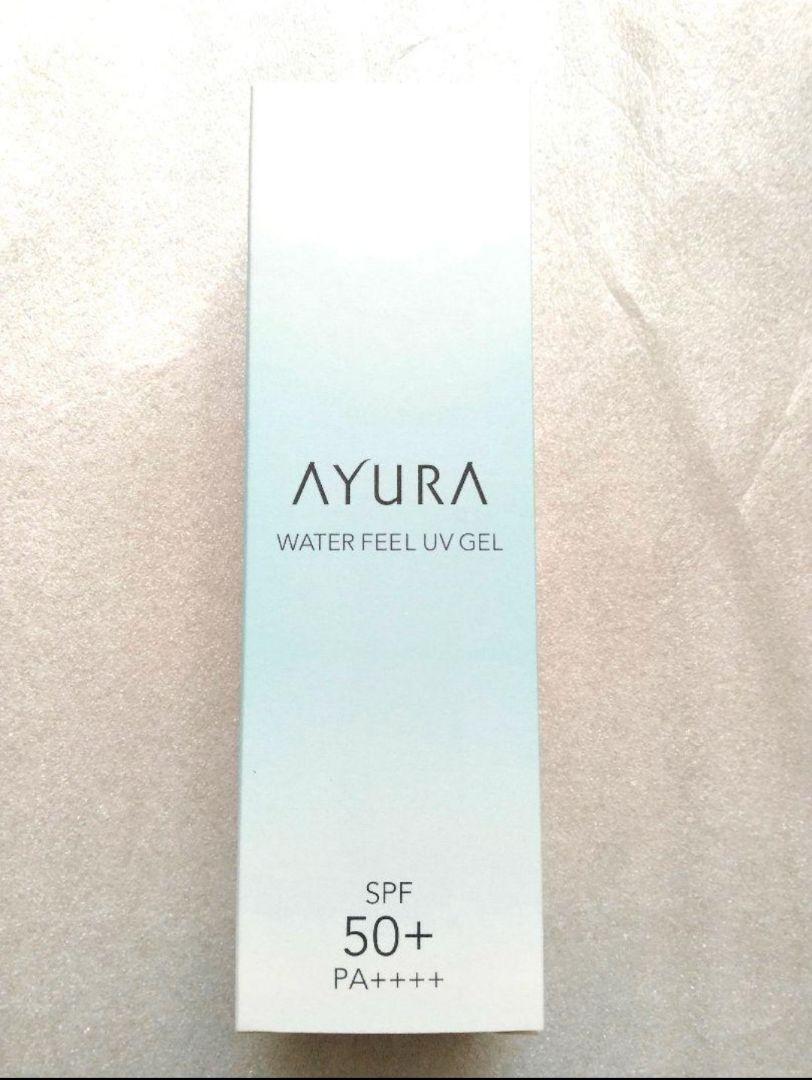 AYURA
WATER FEEL UV GEL
SPF
50+
PA++++